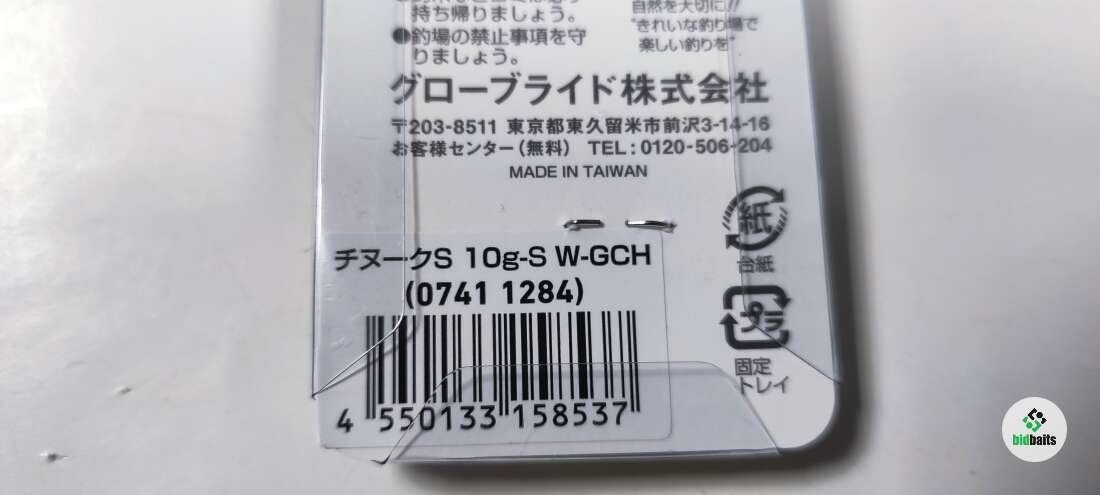 持ち帰りましょう。
❶釣場の禁止事項を守
りましょう。
自然を大切に!!
"きれいな釣り場で
楽しい釣りを"
グローブライド株式会社
〒203-8511 東京都東久留米市前沢3-14-16
お客様センター(無料) TEL:0120-506-204
MADE IN TAIWAN
紙
台紙
プラ
固定
トレイ
チヌークS 10g-S W-GCH
(0741 1284)
4 550133 158537
bidbaits